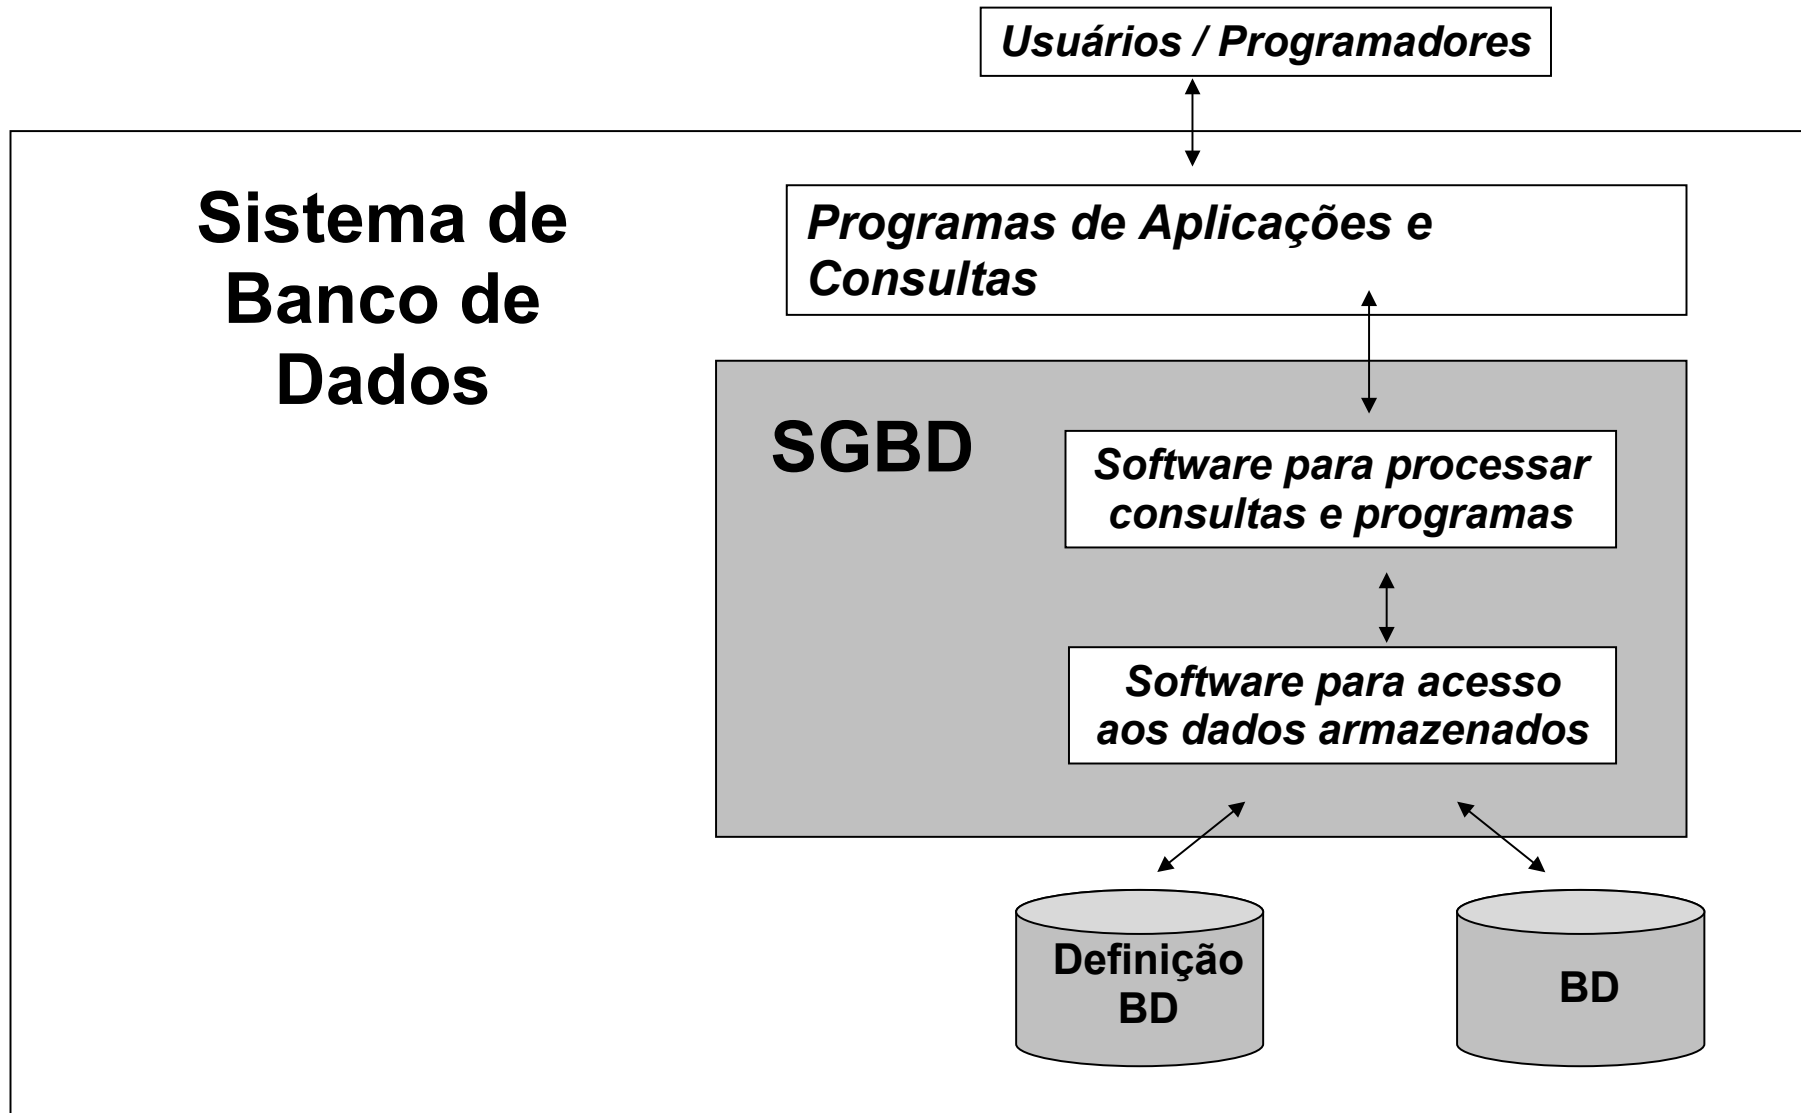 Usuários / Programadores
Sistema de
Banco de
Dados
Programas de Aplicações e
Consultas
SGBD
Software para processar
consultas e programas
Software para acesso
aos dados armazenados
Definição
BD
BD